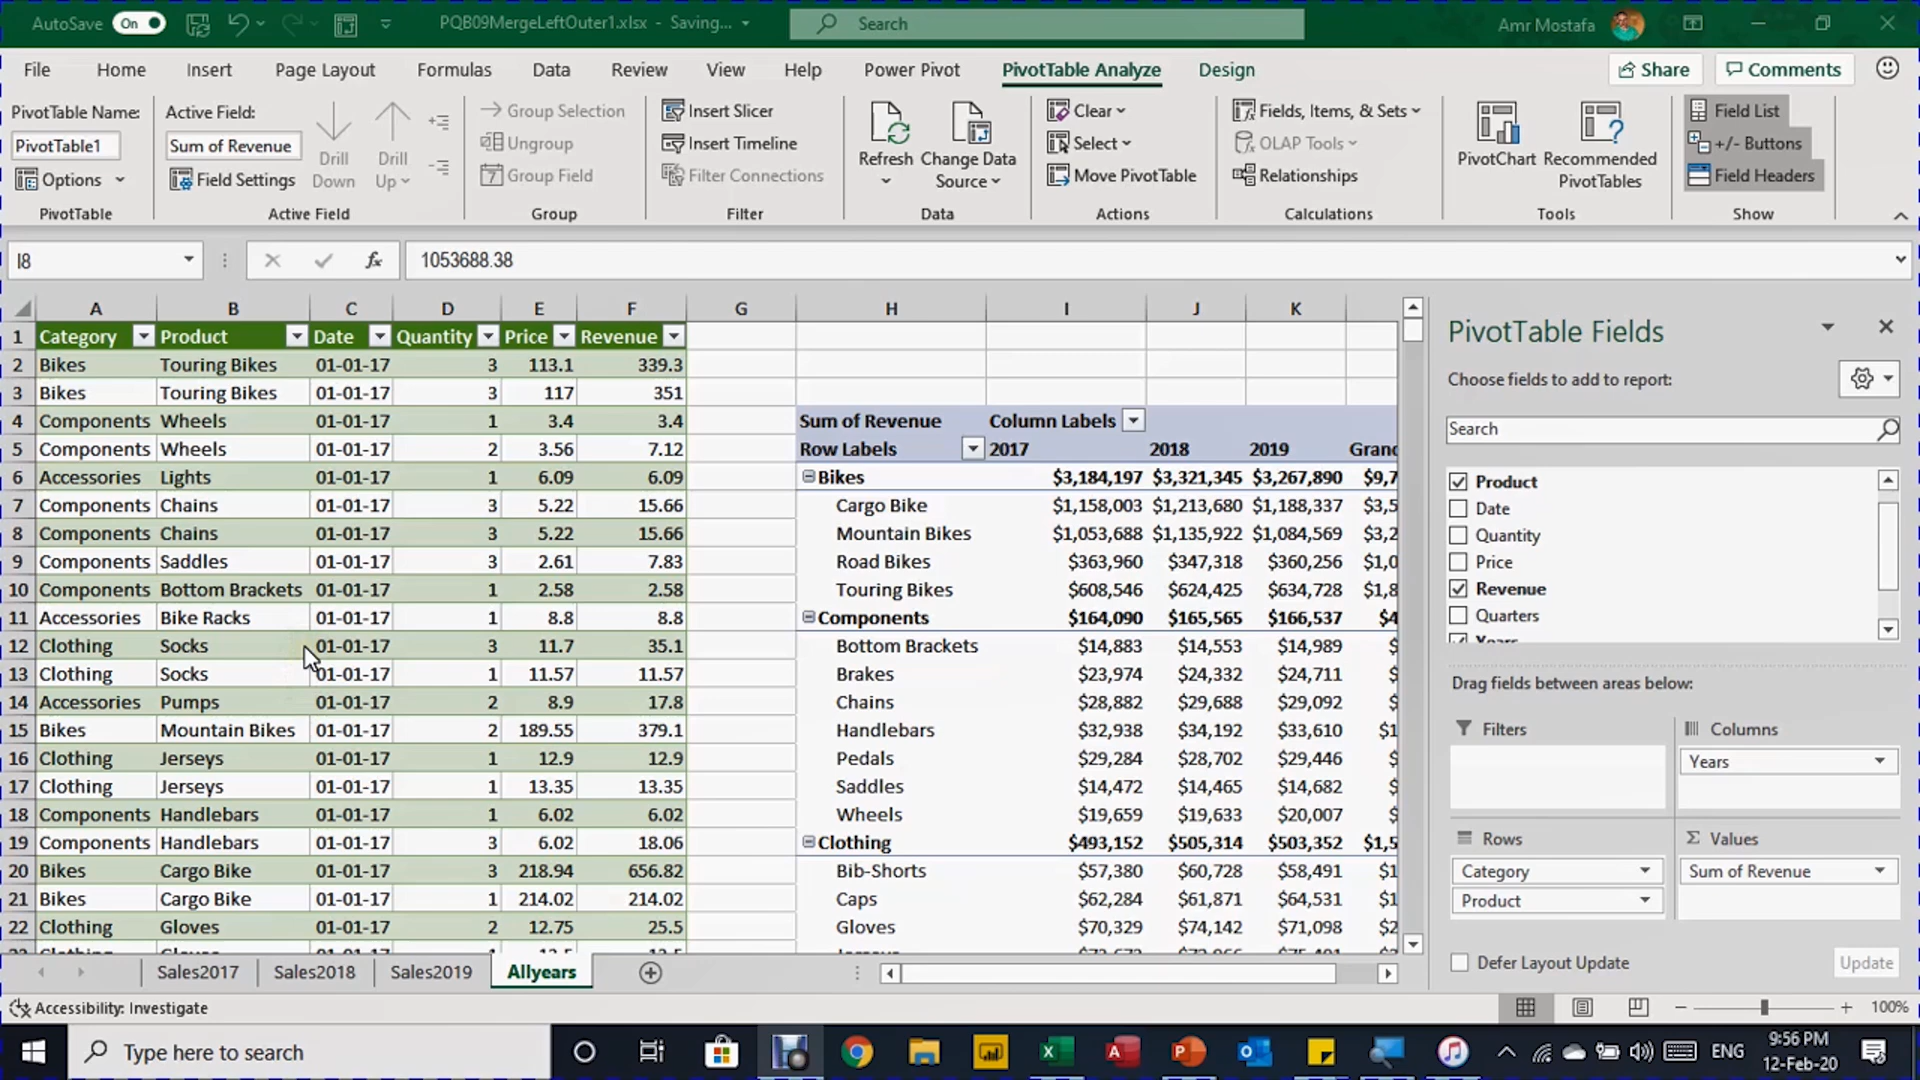 AutoSave On PQB09MergeLeftOuter1.xlsx - Saving... Search Amr Mostafa
File Home Insert Page Layout Formulas Data Review View Help Power Pivot PivotTable Analyze Design Share Comments
PivotTable Name:
PivotTable1
Options
PivotTable
Active Field:
Sum of Revenue
Field Settings
Drill Down
Drill Up
Active Field
Group Selection
Ungroup
Group Field
Group
Insert Slicer
Insert Timeline
Filter Connections
Filter
Refresh
Change Data Source
Data
Clear
Select
Move PivotTable
Actions
Fields, Items, & Sets
OLAP Tools
Relationships
Calculations
PivotChart
Recommended PivotTables
Tools
Field List
+/- Buttons
Field Headers
Show
I8 fx 1053688.38
A B C D E F G H I J K
1 Category Product Date Quantity Price Revenue
2 Bikes Touring Bikes 01-01-17 3 113.1 339.3
3 Bikes Touring Bikes 01-01-17 3 117 351
4 Components Wheels 01-01-17 1 3.4 3.4 Sum of Revenue Column Labels
5 Components Wheels 01-01-17 2 3.56 7.12 Row Labels 2017 2018 2019 Grand
6 Accessories Lights 01-01-17 1 6.09 6.09 Bikes $3,184,197 $3,321,345 $3,267,890 $9,7
7 Components Chains 01-01-17 3 5.22 15.66 Cargo Bike $1,158,003 $1,213,680 $1,188,337 $3,5
8 Components Chains 01-01-17 3 5.22 15.66 Mountain Bikes $1,053,688 $1,135,922 $1,084,569 $3,2
9 Components Saddles 01-01-17 3 2.61 7.83 Road Bikes $363,960 $347,318 $360,256 $1,0
10 Components Bottom Brackets 01-01-17 1 2.58 2.58 Touring Bikes $608,546 $624,425 $634,728 $1,8
11 Accessories Bike Racks 01-01-17 1 8.8 8.8 Components $164,090 $165,565 $166,537 $4
12 Clothing Socks 01-01-17 3 11.7 35.1 Bottom Brackets $14,883 $14,553 $14,989 $
13 Clothing Socks 01-01-17 1 11.57 11.57 Brakes $23,974 $24,332 $24,711 $
14 Accessories Pumps 01-01-17 2 8.9 17.8 Chains $28,882 $29,688 $29,092 $
15 Bikes Mountain Bikes 01-01-17 2 189.55 379.1 Handlebars $32,938 $34,192 $33,610 $1
16 Clothing Jerseys 01-01-17 1 12.9 12.9 Pedals $29,284 $28,702 $29,446 $
17 Clothing Jerseys 01-01-17 1 13.35 13.35 Saddles $14,472 $14,465 $14,682 $
18 Components Handlebars 01-01-17 1 6.02 6.02 Wheels $19,659 $19,633 $20,007 $
19 Components Handlebars 01-01-17 3 6.02 18.06 Clothing $493,152 $505,314 $503,352 $1,5
20 Bikes Cargo Bike 01-01-17 3 218.94 656.82 Bib-Shorts $57,380 $60,728 $58,491 $1
21 Bikes Cargo Bike 01-01-17 1 214.02 214.02 Caps $62,284 $61,871 $64,531 $1
22 Clothing Gloves 01-01-17 2 12.75 25.5 Gloves $70,329 $74,142 $71,098 $2
PivotTable Fields
Choose fields to add to report:
Search
Product
Date
Quantity
Price
Revenue
Quarters
Years
Drag fields between areas below:
Filters
Columns
Years
Rows
Category
Product
Σ Values
Sum of Revenue
Defer Layout Update Update
Sales2017 Sales2018 Sales2019 Allyears
Accessibility: Investigate 100%
Type here to search ENG 9:56 PM
12-Feb-20